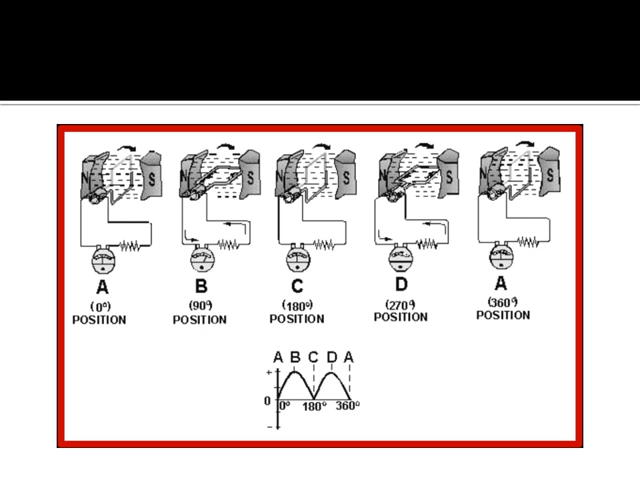 N S N S N S N S N S
A B C D A
(0°) (90°) (180°) (270°) (360°)
POSITION POSITION POSITION POSITION POSITION
A B C D A
+
0 0° 180° 360°
−